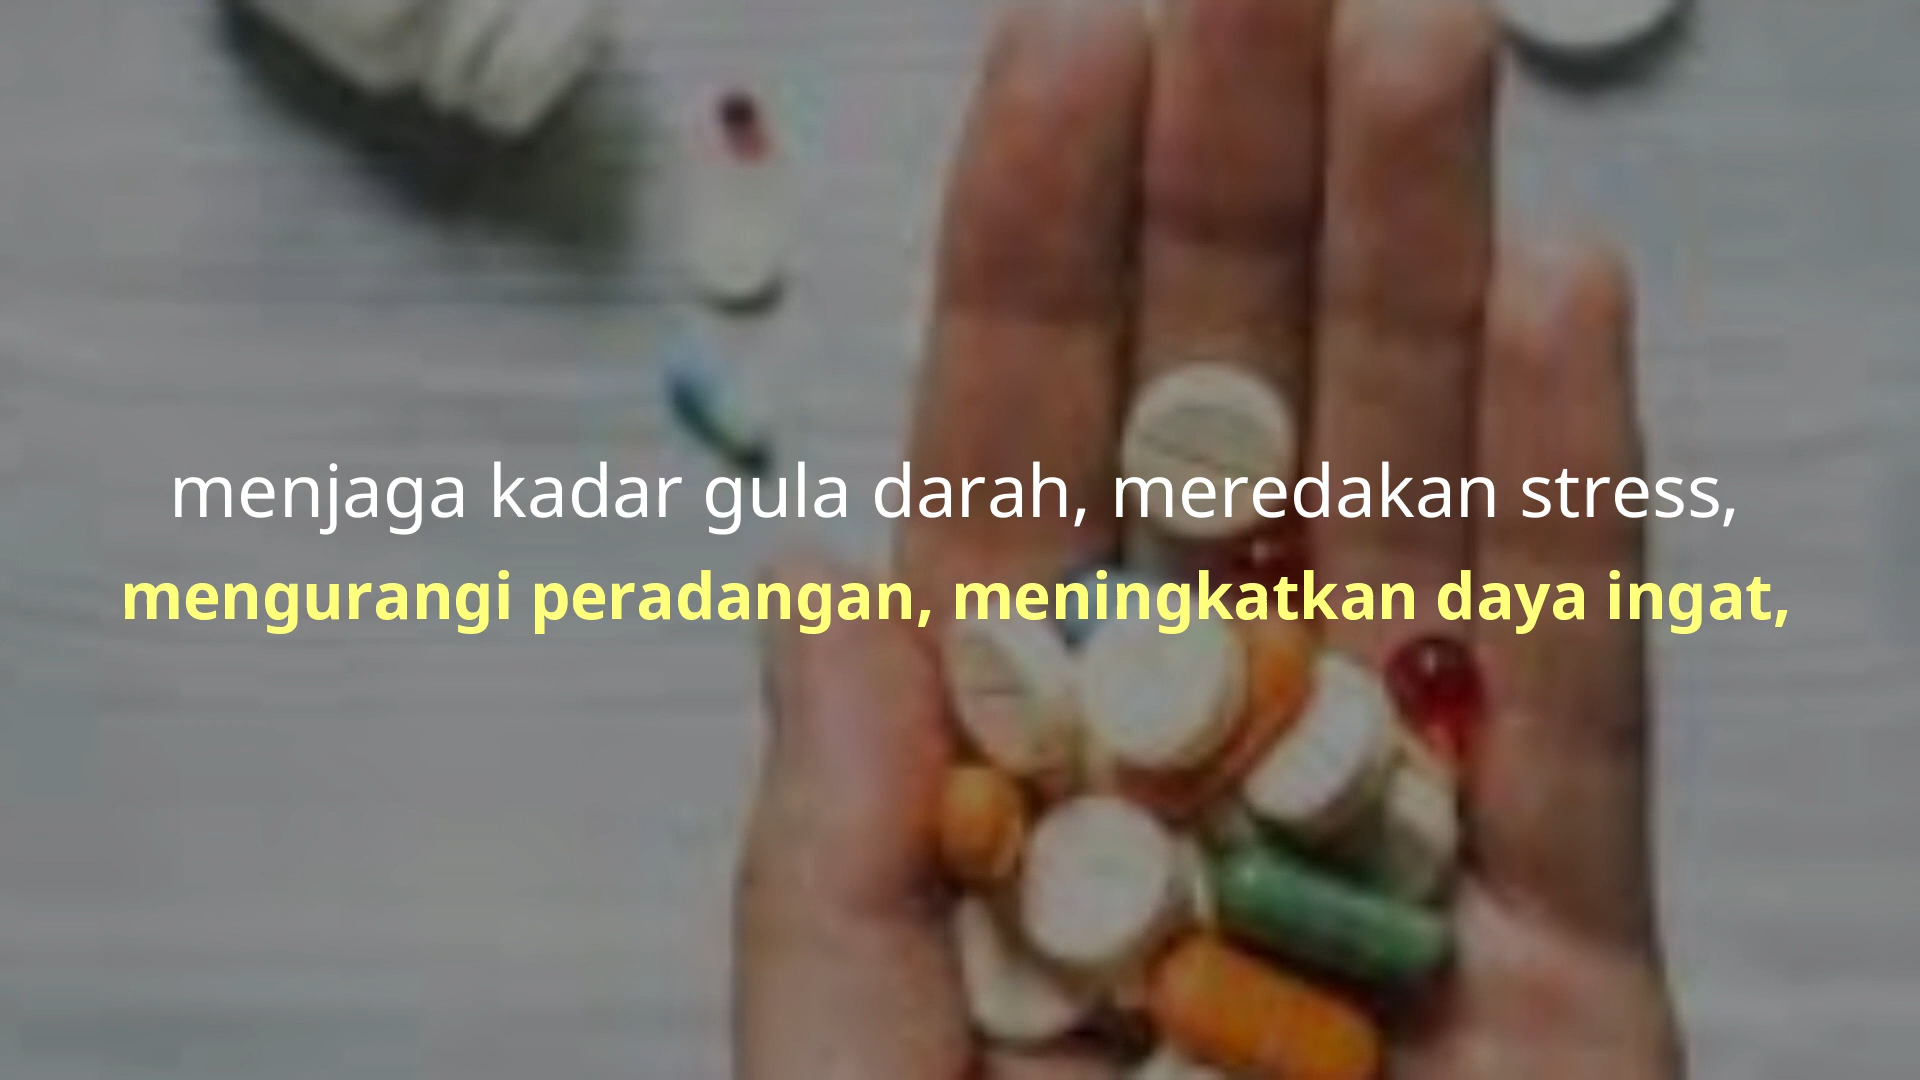 menjaga kadar gula darah, meredakan stress,
mengurangi peradangan, meningkatkan daya ingat,